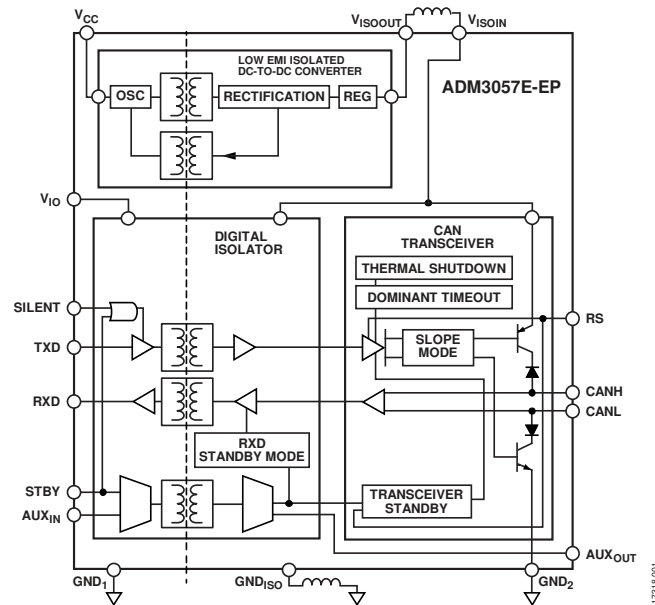 VCC
VISOOUT
VISOIN
LOW EMI ISOLATED
DC-TO-DC CONVERTER
ADM3057E-EP
OSC
RECTIFICATION
REG
VIO
DIGITAL
ISOLATOR
CAN
TRANSCEIVER
THERMAL SHUTDOWN
DOMINANT TIMEOUT
SILENT
RS
TXD
SLOPE
MODE
RXD
CANH
CANL
RXD
STANDBY MODE
STBY
TRANSCEIVER
STANDBY
AUXIN
AUXOUT
GND1
GNDISO
GND2
17318-001